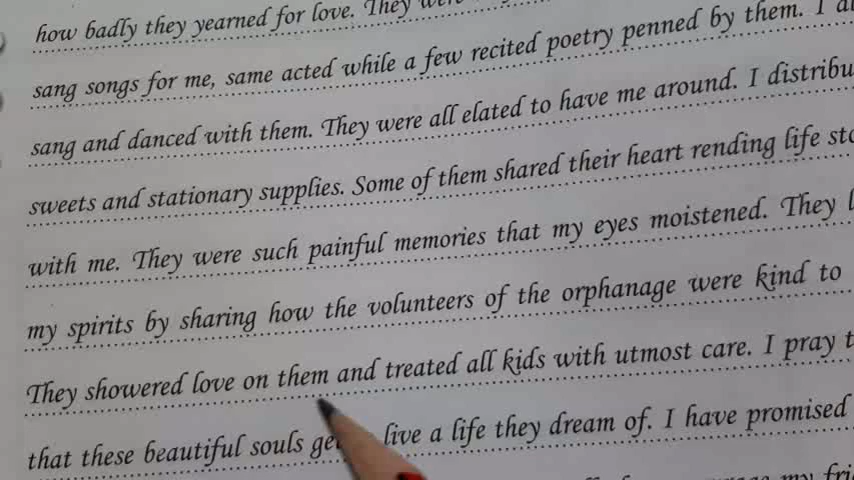 how badly they yearned for love. They
sang songs for me, same acted while a few recited poetry penned by them. I
sang and danced with them. They were all elated to have me around. I distribu
sweets and stationary supplies. Some of them shared their heart rending life sto
with me. They were such painful memories that my eyes moistened. They l
my spirits by sharing how the volunteers of the orphanage were kind to
They showered love on them and treated all kids with utmost care. I pray t
that these beautiful souls live a life they dream of. I have promised
my fri